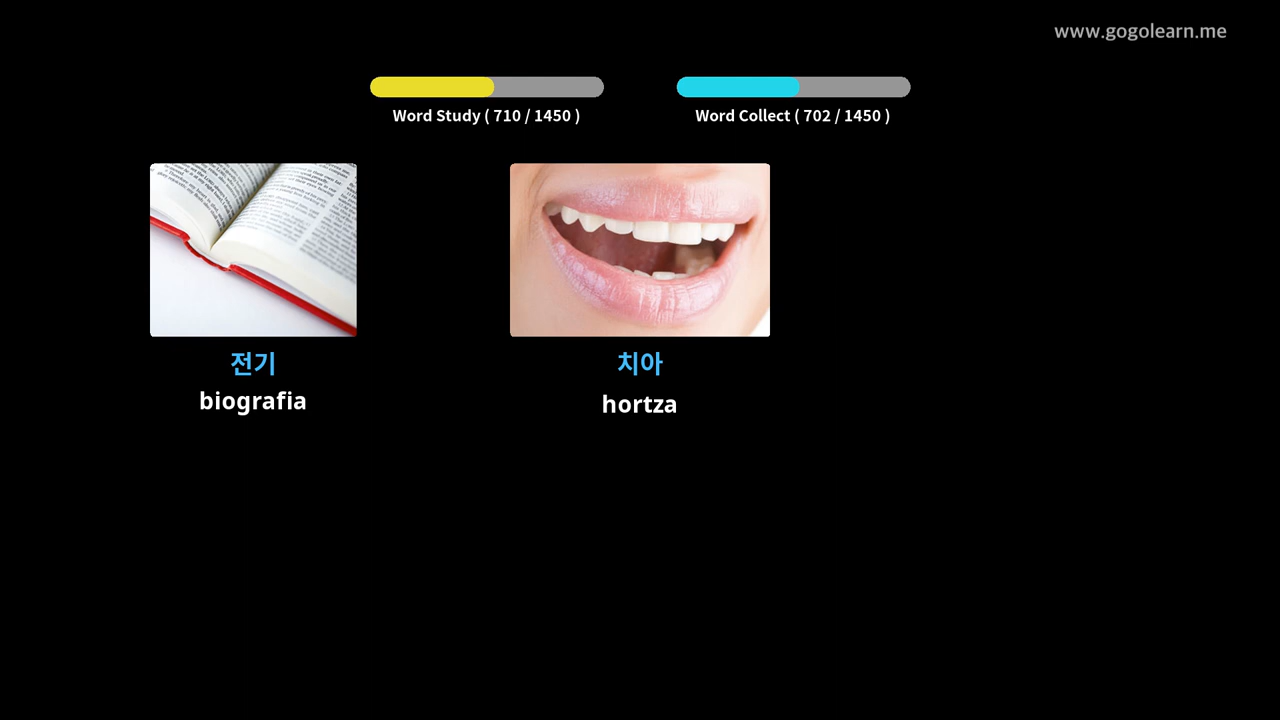 www.gogolearn.me
Word Study ( 710 / 1450 )
Word Collect ( 702 / 1450 )
전기
biografia
치아
hortza